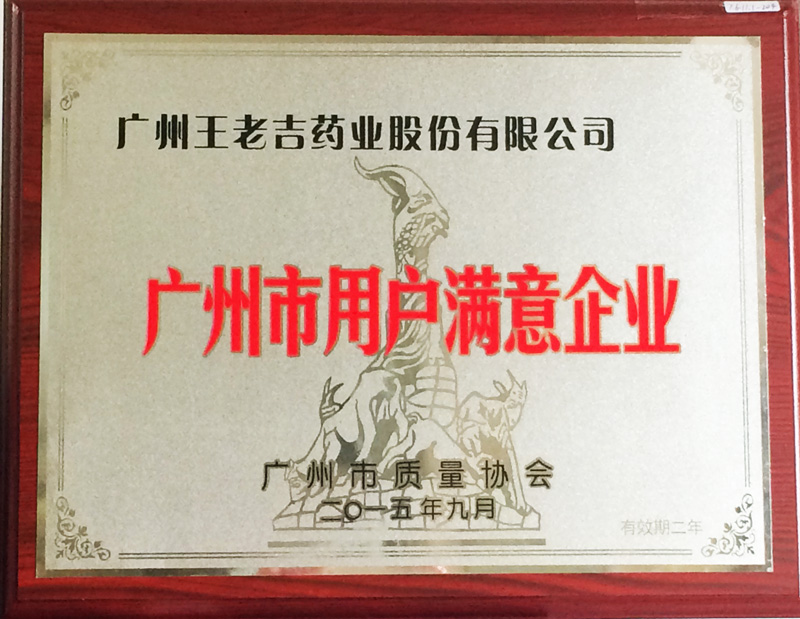 广州王老吉药业股份有限公司
广州市用户满意企业
广州市质量协会
二〇一五年九月
有效期二年